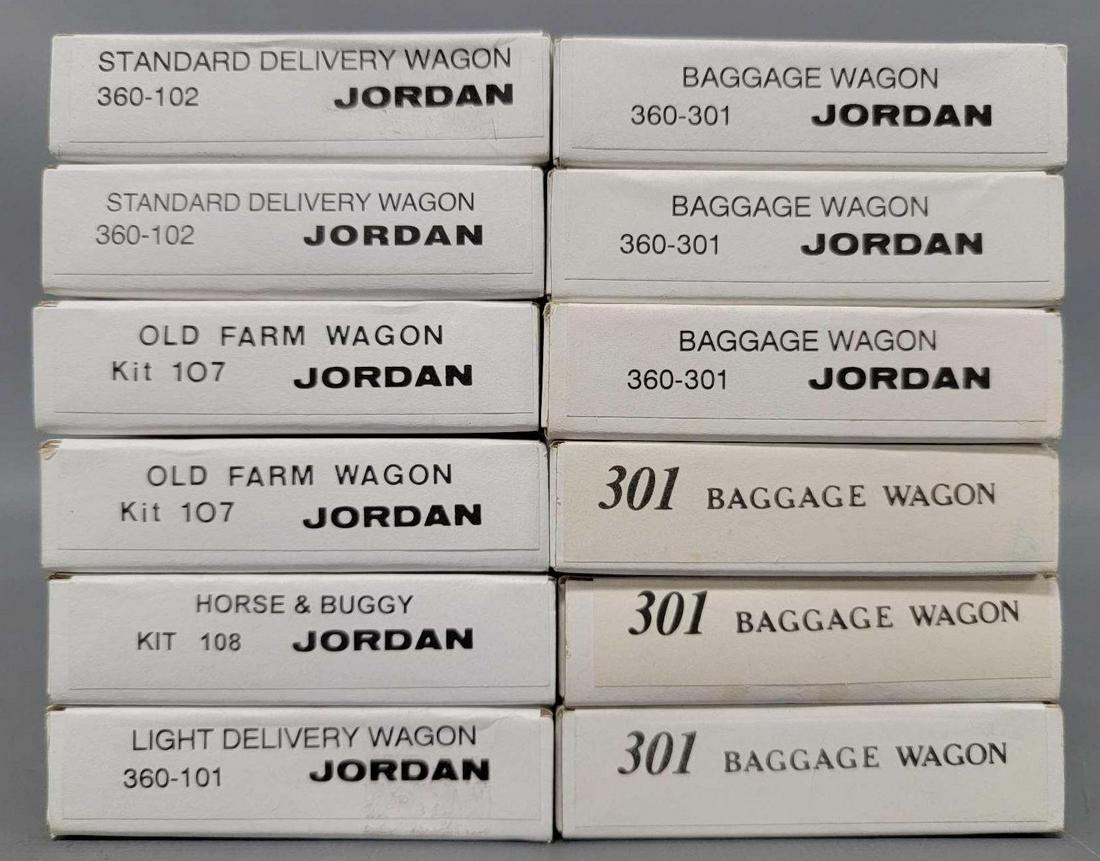 STANDARD DELIVERY WAGON
360-102 JORDAN
STANDARD DELIVERY WAGON
360-102 JORDAN
OLD FARM WAGON
Kit 107 JORDAN
OLD FARM WAGON
Kit 107 JORDAN
HORSE & BUGGY
KIT 108 JORDAN
LIGHT DELIVERY WAGON
360-101 JORDAN
BAGGAGE WAGON
360-301 JORDAN
BAGGAGE WAGON
360-301 JORDAN
BAGGAGE WAGON
360-301 JORDAN
301 BAGGAGE WAGON
301 BAGGAGE WAGON
301 BAGGAGE WAGON